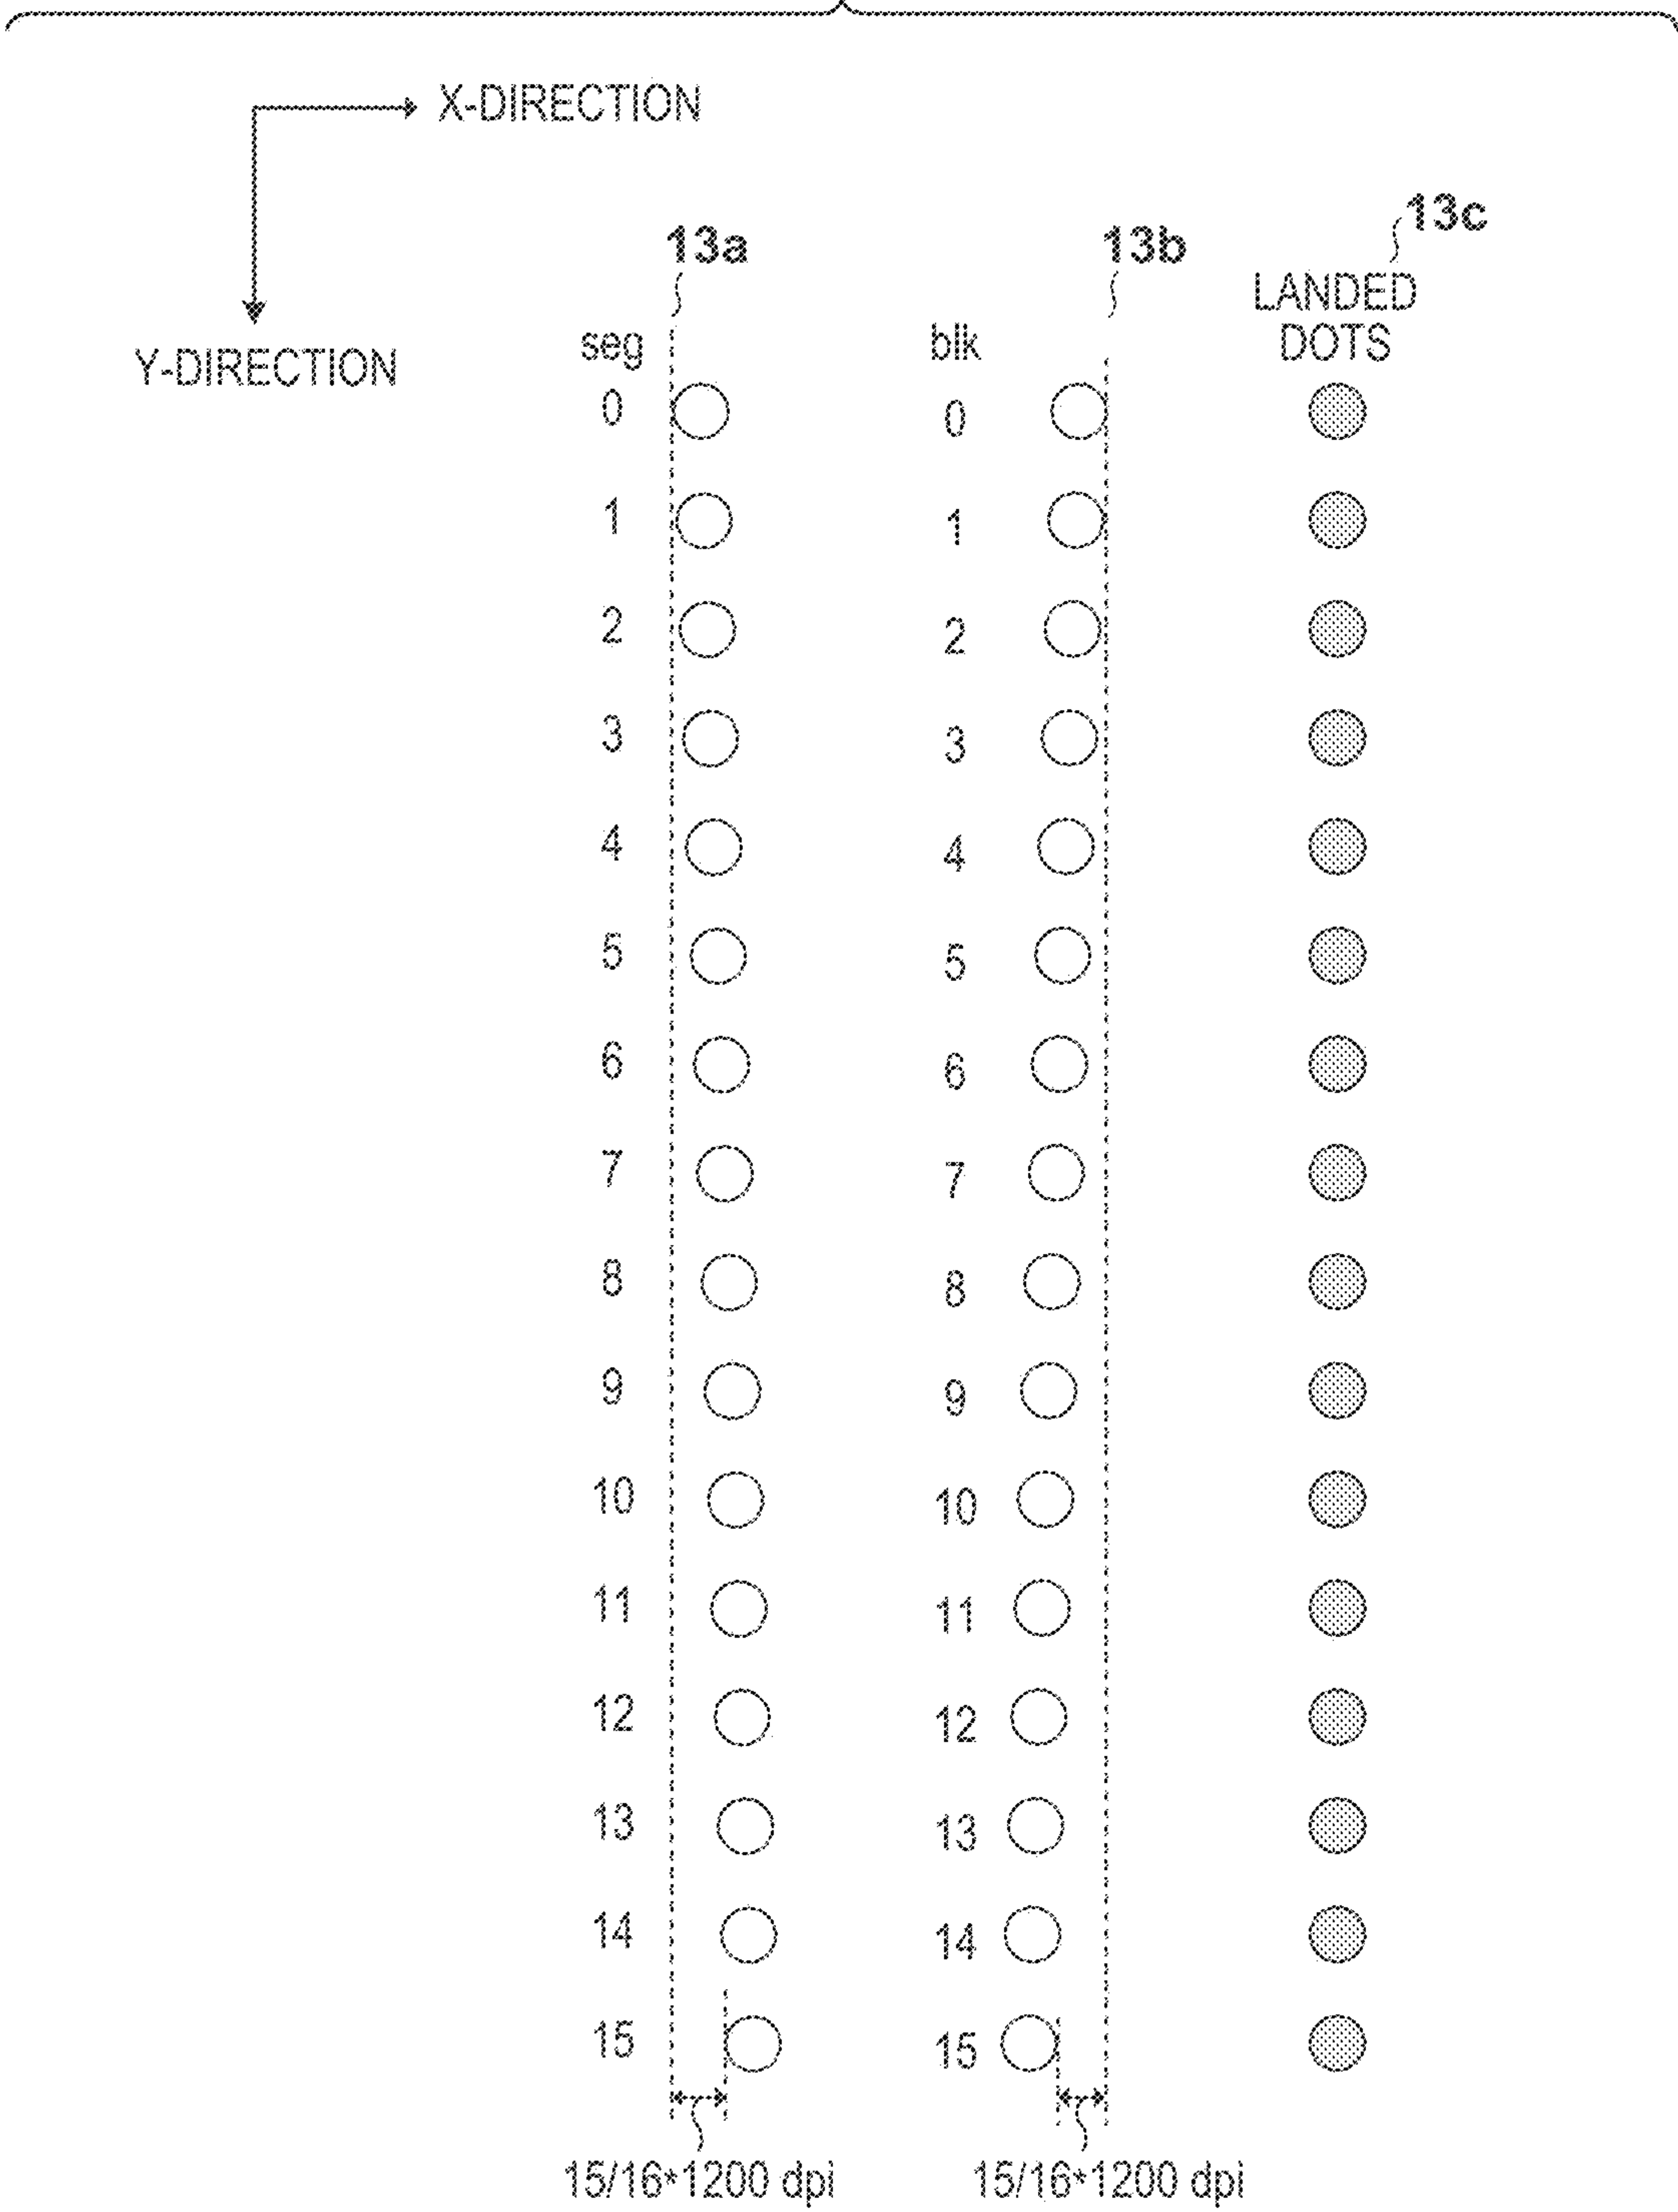 X-DIRECTION
Y-DIRECTION
13a
13b
13c
LANDED
DOTS
seg
blk
0 0
1 1
2 2
3 3
4 4
5 5
6 6
7 7
8 8
9 9
10 10
11 11
12 12
13 13
14 14
15 15
15/16*1200 dpi
15/16*1200 dpi